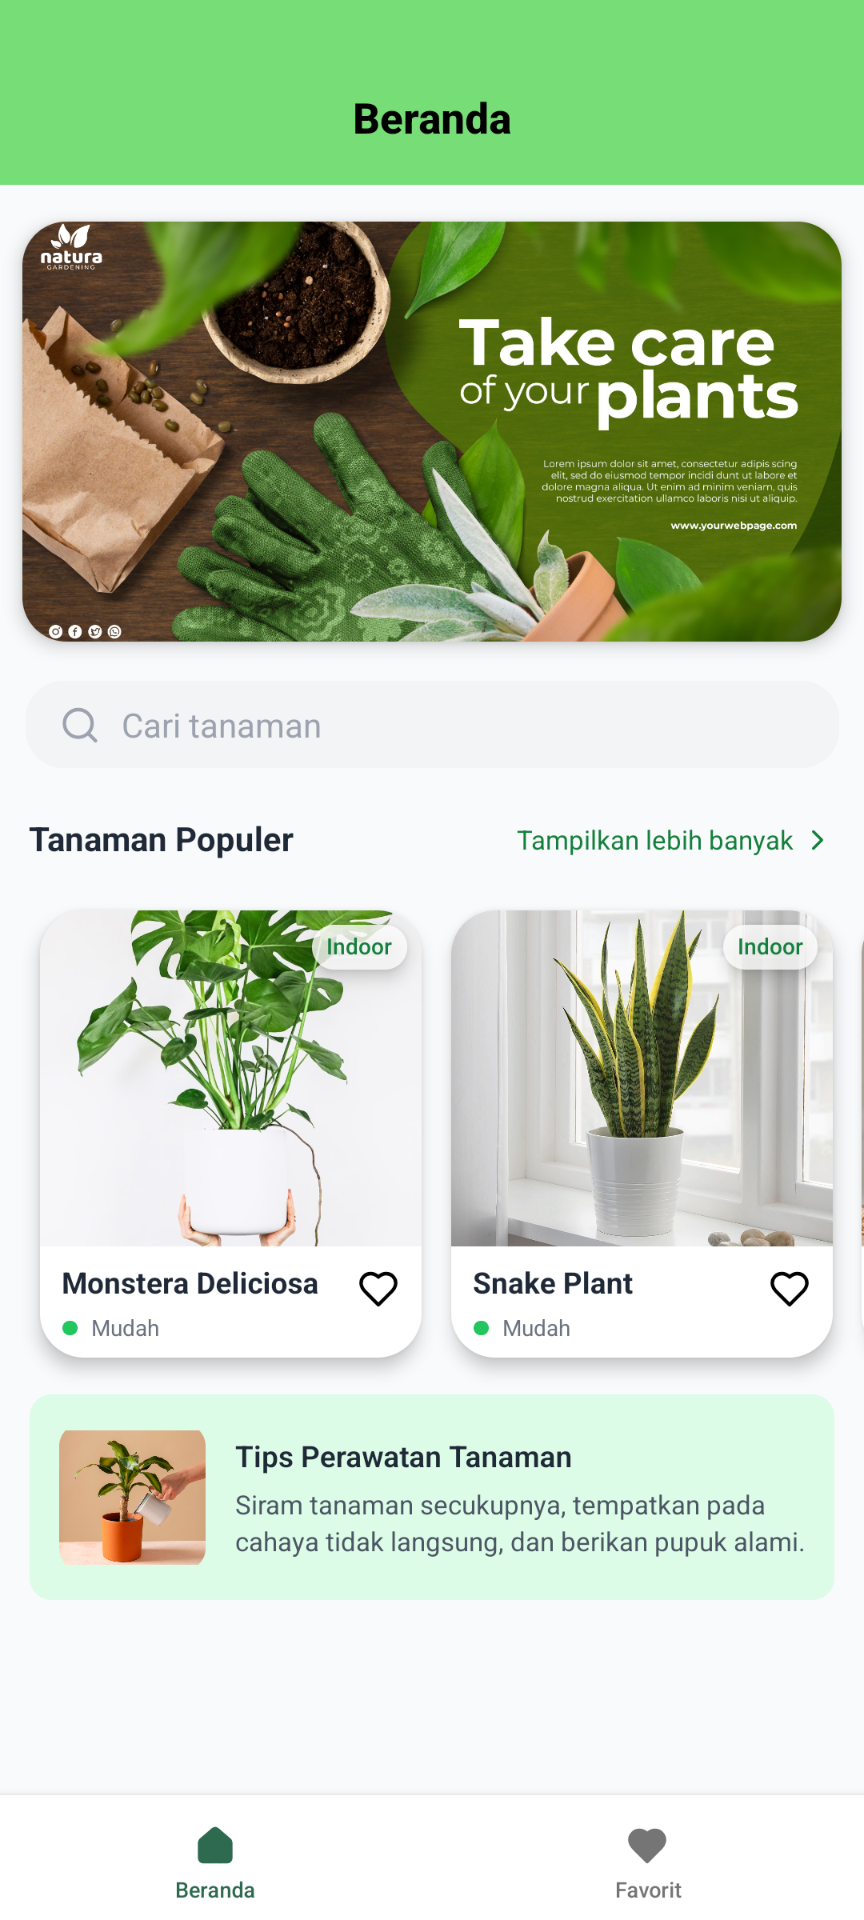 Beranda
natura
GARDENING
Take care
of your plants
Lorem ipsum dolor sit amet, consectetur adipis scing
elit, sed do eiusmod tempor incidi dunt ut labore et
dolore magna aliqua. Ut enim ad minim veniam, quis
nostrud exercitation ullamco laboris nisi ut aliquip.
www.yourwebpage.com
Cari tanaman
Tanaman Populer
Tampilkan lebih banyak
Indoor
Indoor
Monstera Deliciosa
Mudah
Snake Plant
Mudah
Tips Perawatan Tanaman
Siram tanaman secukupnya, tempatkan pada
cahaya tidak langsung, dan berikan pupuk alami.
Beranda
Favorit